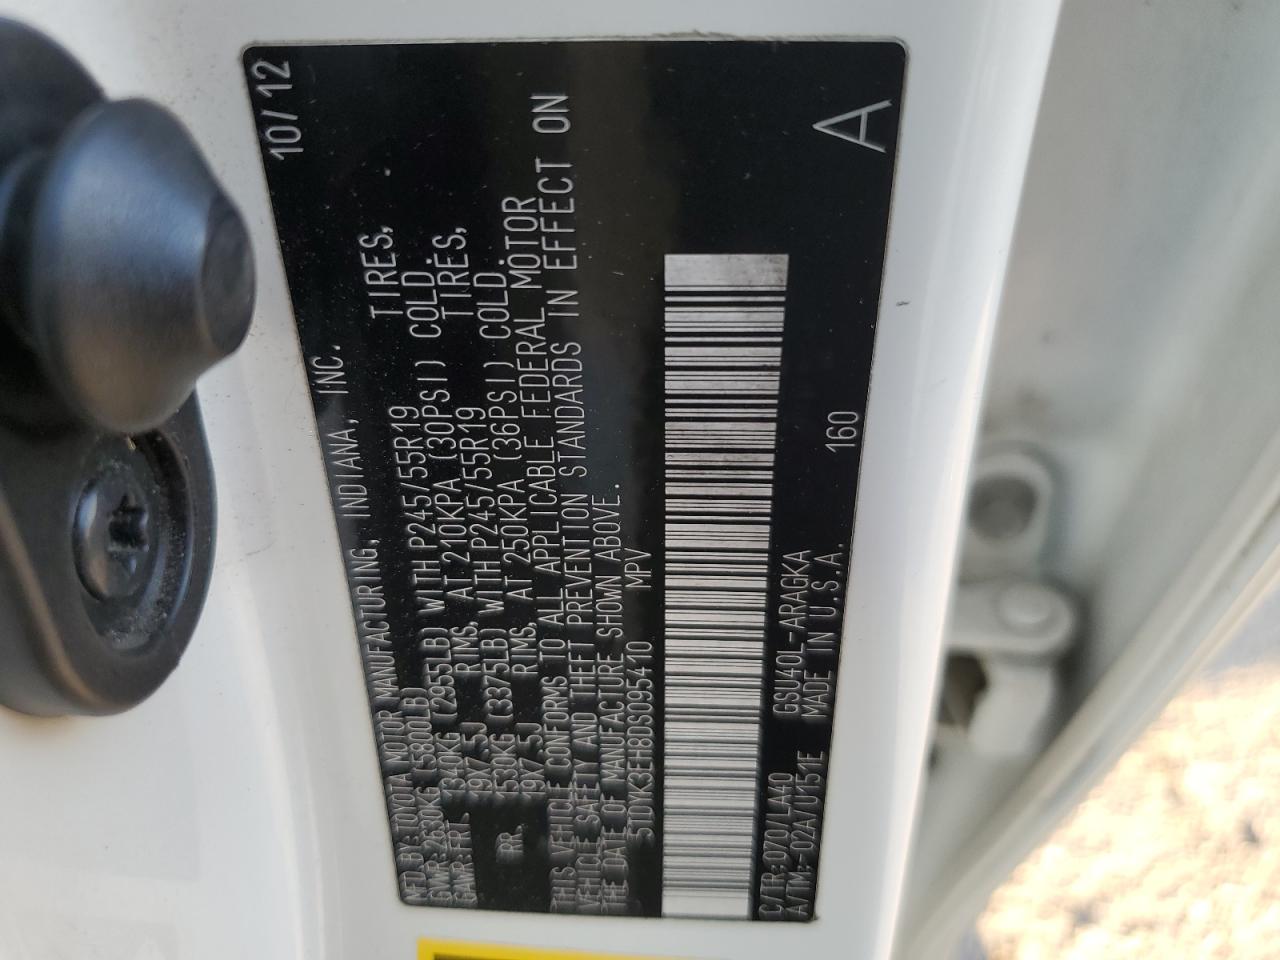 MFD BY: TOYOTA MOTOR MANUFACTURING, INDIANA, INC. 10/12
GVWR: 2630KG (5800LB)
GAWR: FRT 1340KG (2955LB) WITH P245/55R19 TIRES,
19X7.5J RIMS, AT 210KPA (30PSI) COLD.
RR. 1530KG (3375LB) WITH P245/55R19 TIRES,
19X7.5J RIMS, AT 250KPA (36PSI) COLD.
THIS VEHICLE CONFORMS TO ALL APPLICABLE FEDERAL MOTOR
VEHICLE SAFETY AND THEFT PREVENTION STANDARDS IN EFFECT ON
THE DATE OF MANUFACTURE SHOWN ABOVE.
5TDYK3EH8DS095410 MPV
C/TR: 070/LA40 GSU40L-ARAGKA 160
A/TM: -02A/U151E MADE IN U.S.A. A